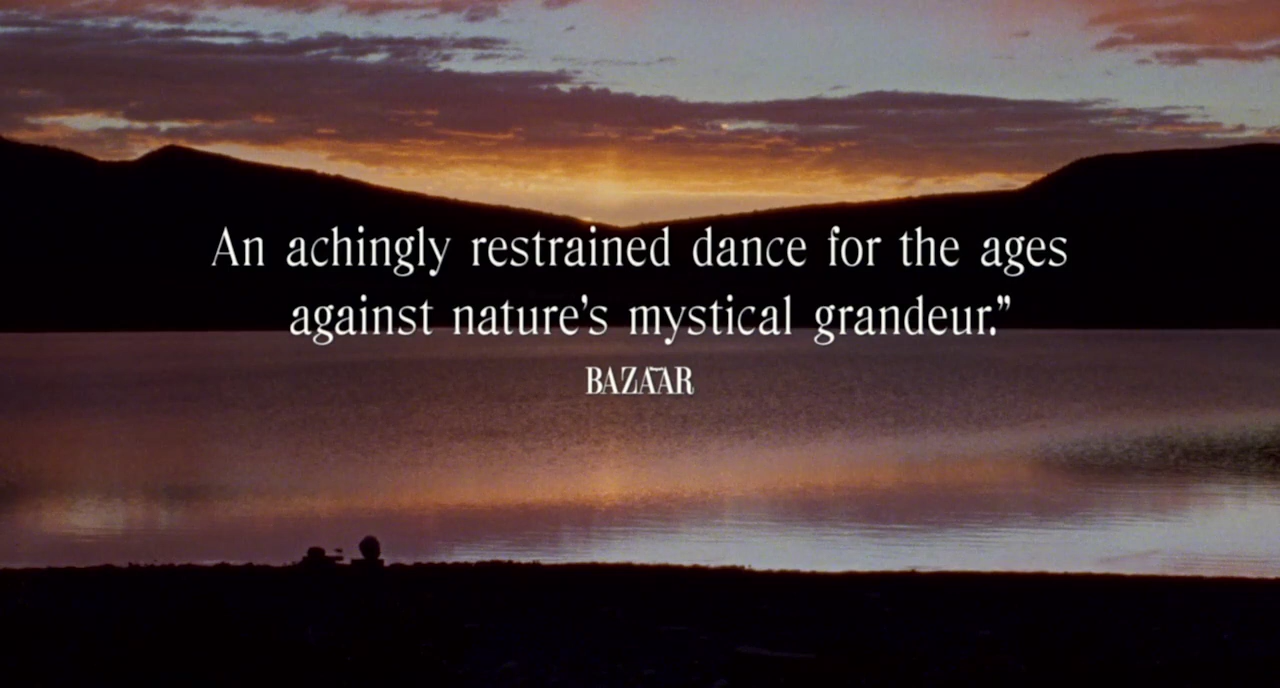 An achingly restrained dance for the ages
against nature's mystical grandeur.”
BAZAAR